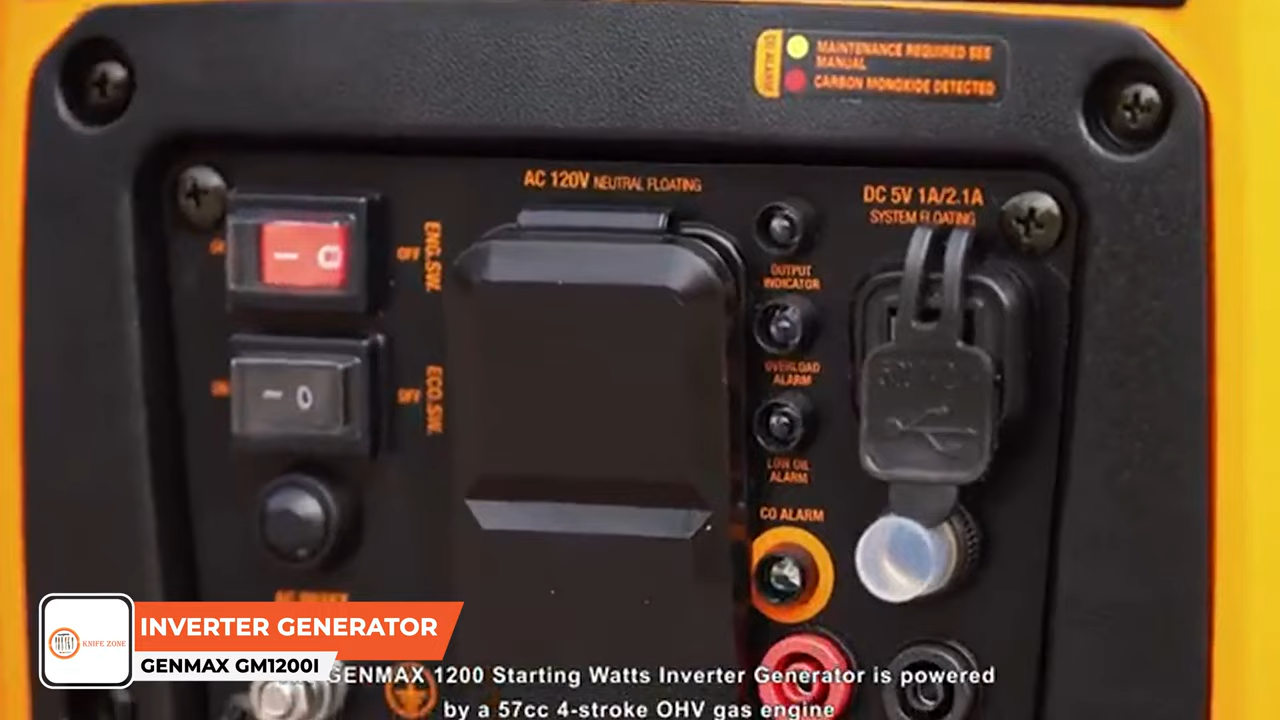 CO ALARM
MAINTENANCE REQUIRED SEE
MANUAL
CARBON MONOXIDE DETECTED
AC 120V NEUTRAL FLOATING
DC 5V 1A/2.1A
SYSTEM FLOATING
OFF
ENG.SW.
OUTPUT
INDICATOR
OVERLOAD
ALARM
OFF
ECO.SW.
LOW OIL
ALARM
CO ALARM
KNIFE ZONE
INVERTER GENERATOR
GENMAX GM1200I
GENMAX 1200 Starting Watts Inverter Generator is powered
by a 57cc 4-stroke OHV gas engine